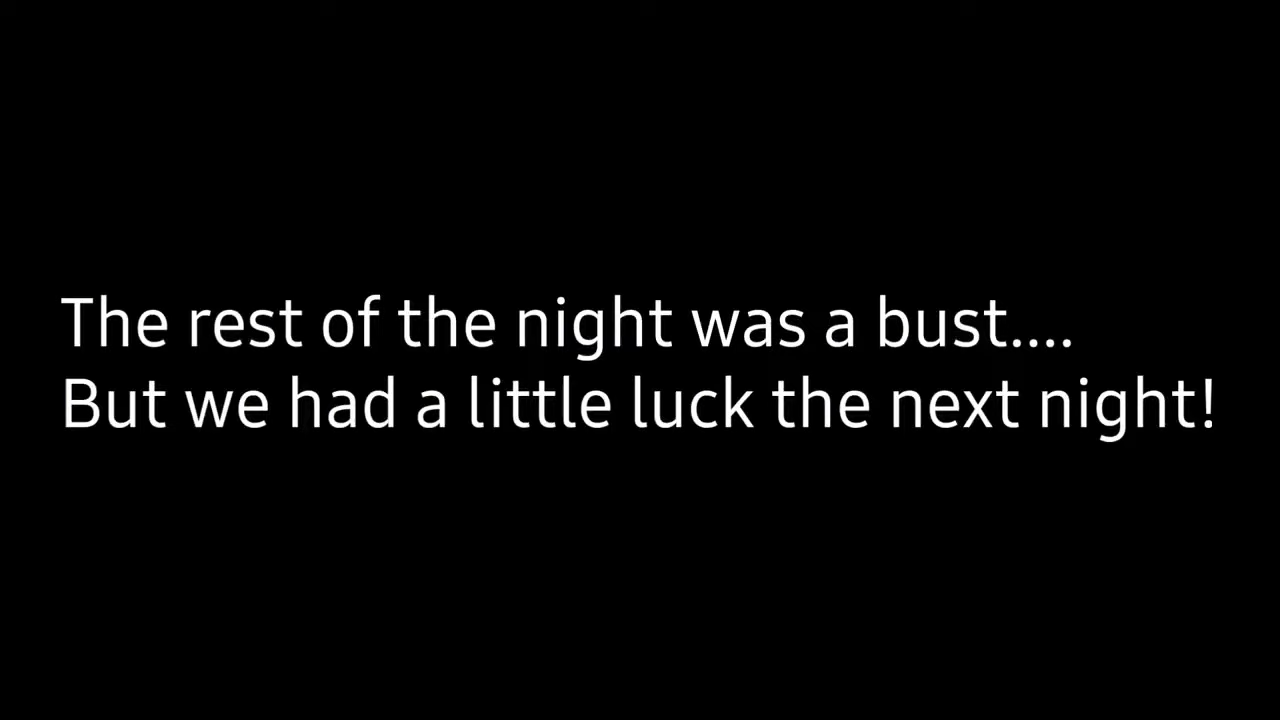 The rest of the night was a bust....
But we had a little luck the next night!